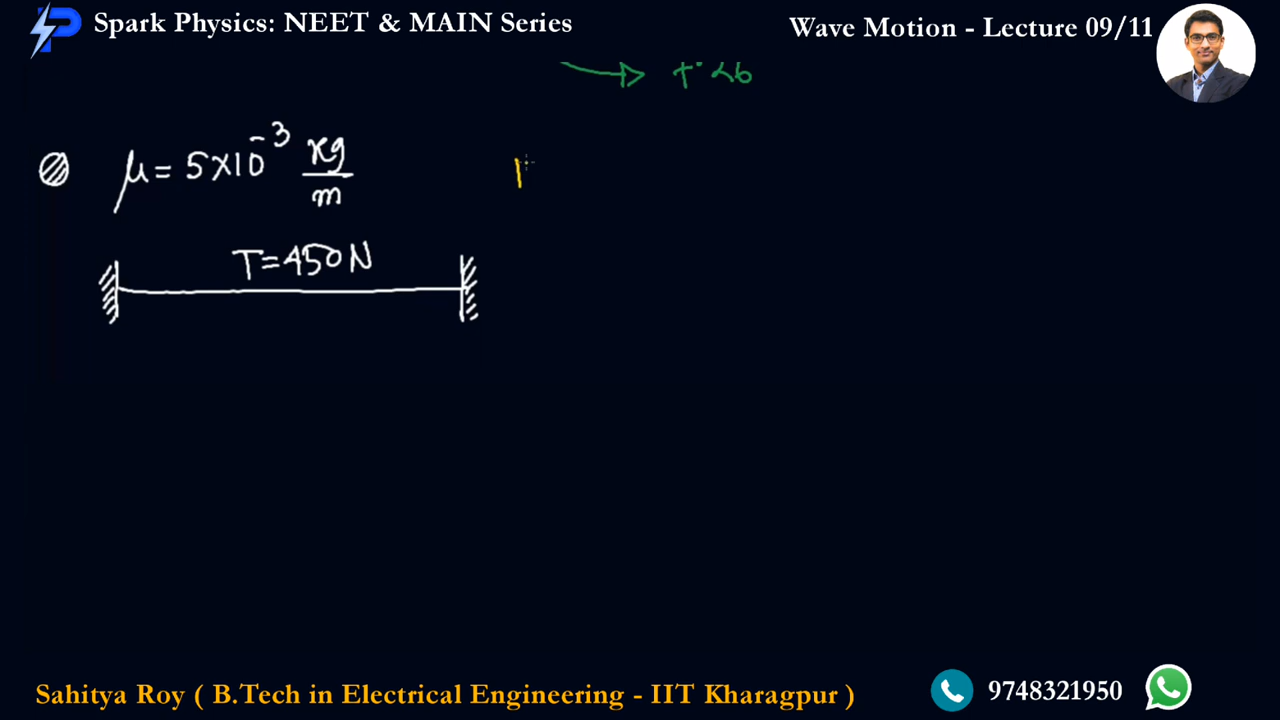 Spark Physics: NEET & MAIN Series
Wave Motion - Lecture 09/11
μ = 5×10⁻³ kg/m
T=450N
Sahitya Roy ( B.Tech in Electrical Engineering - IIT Kharagpur )
9748321950